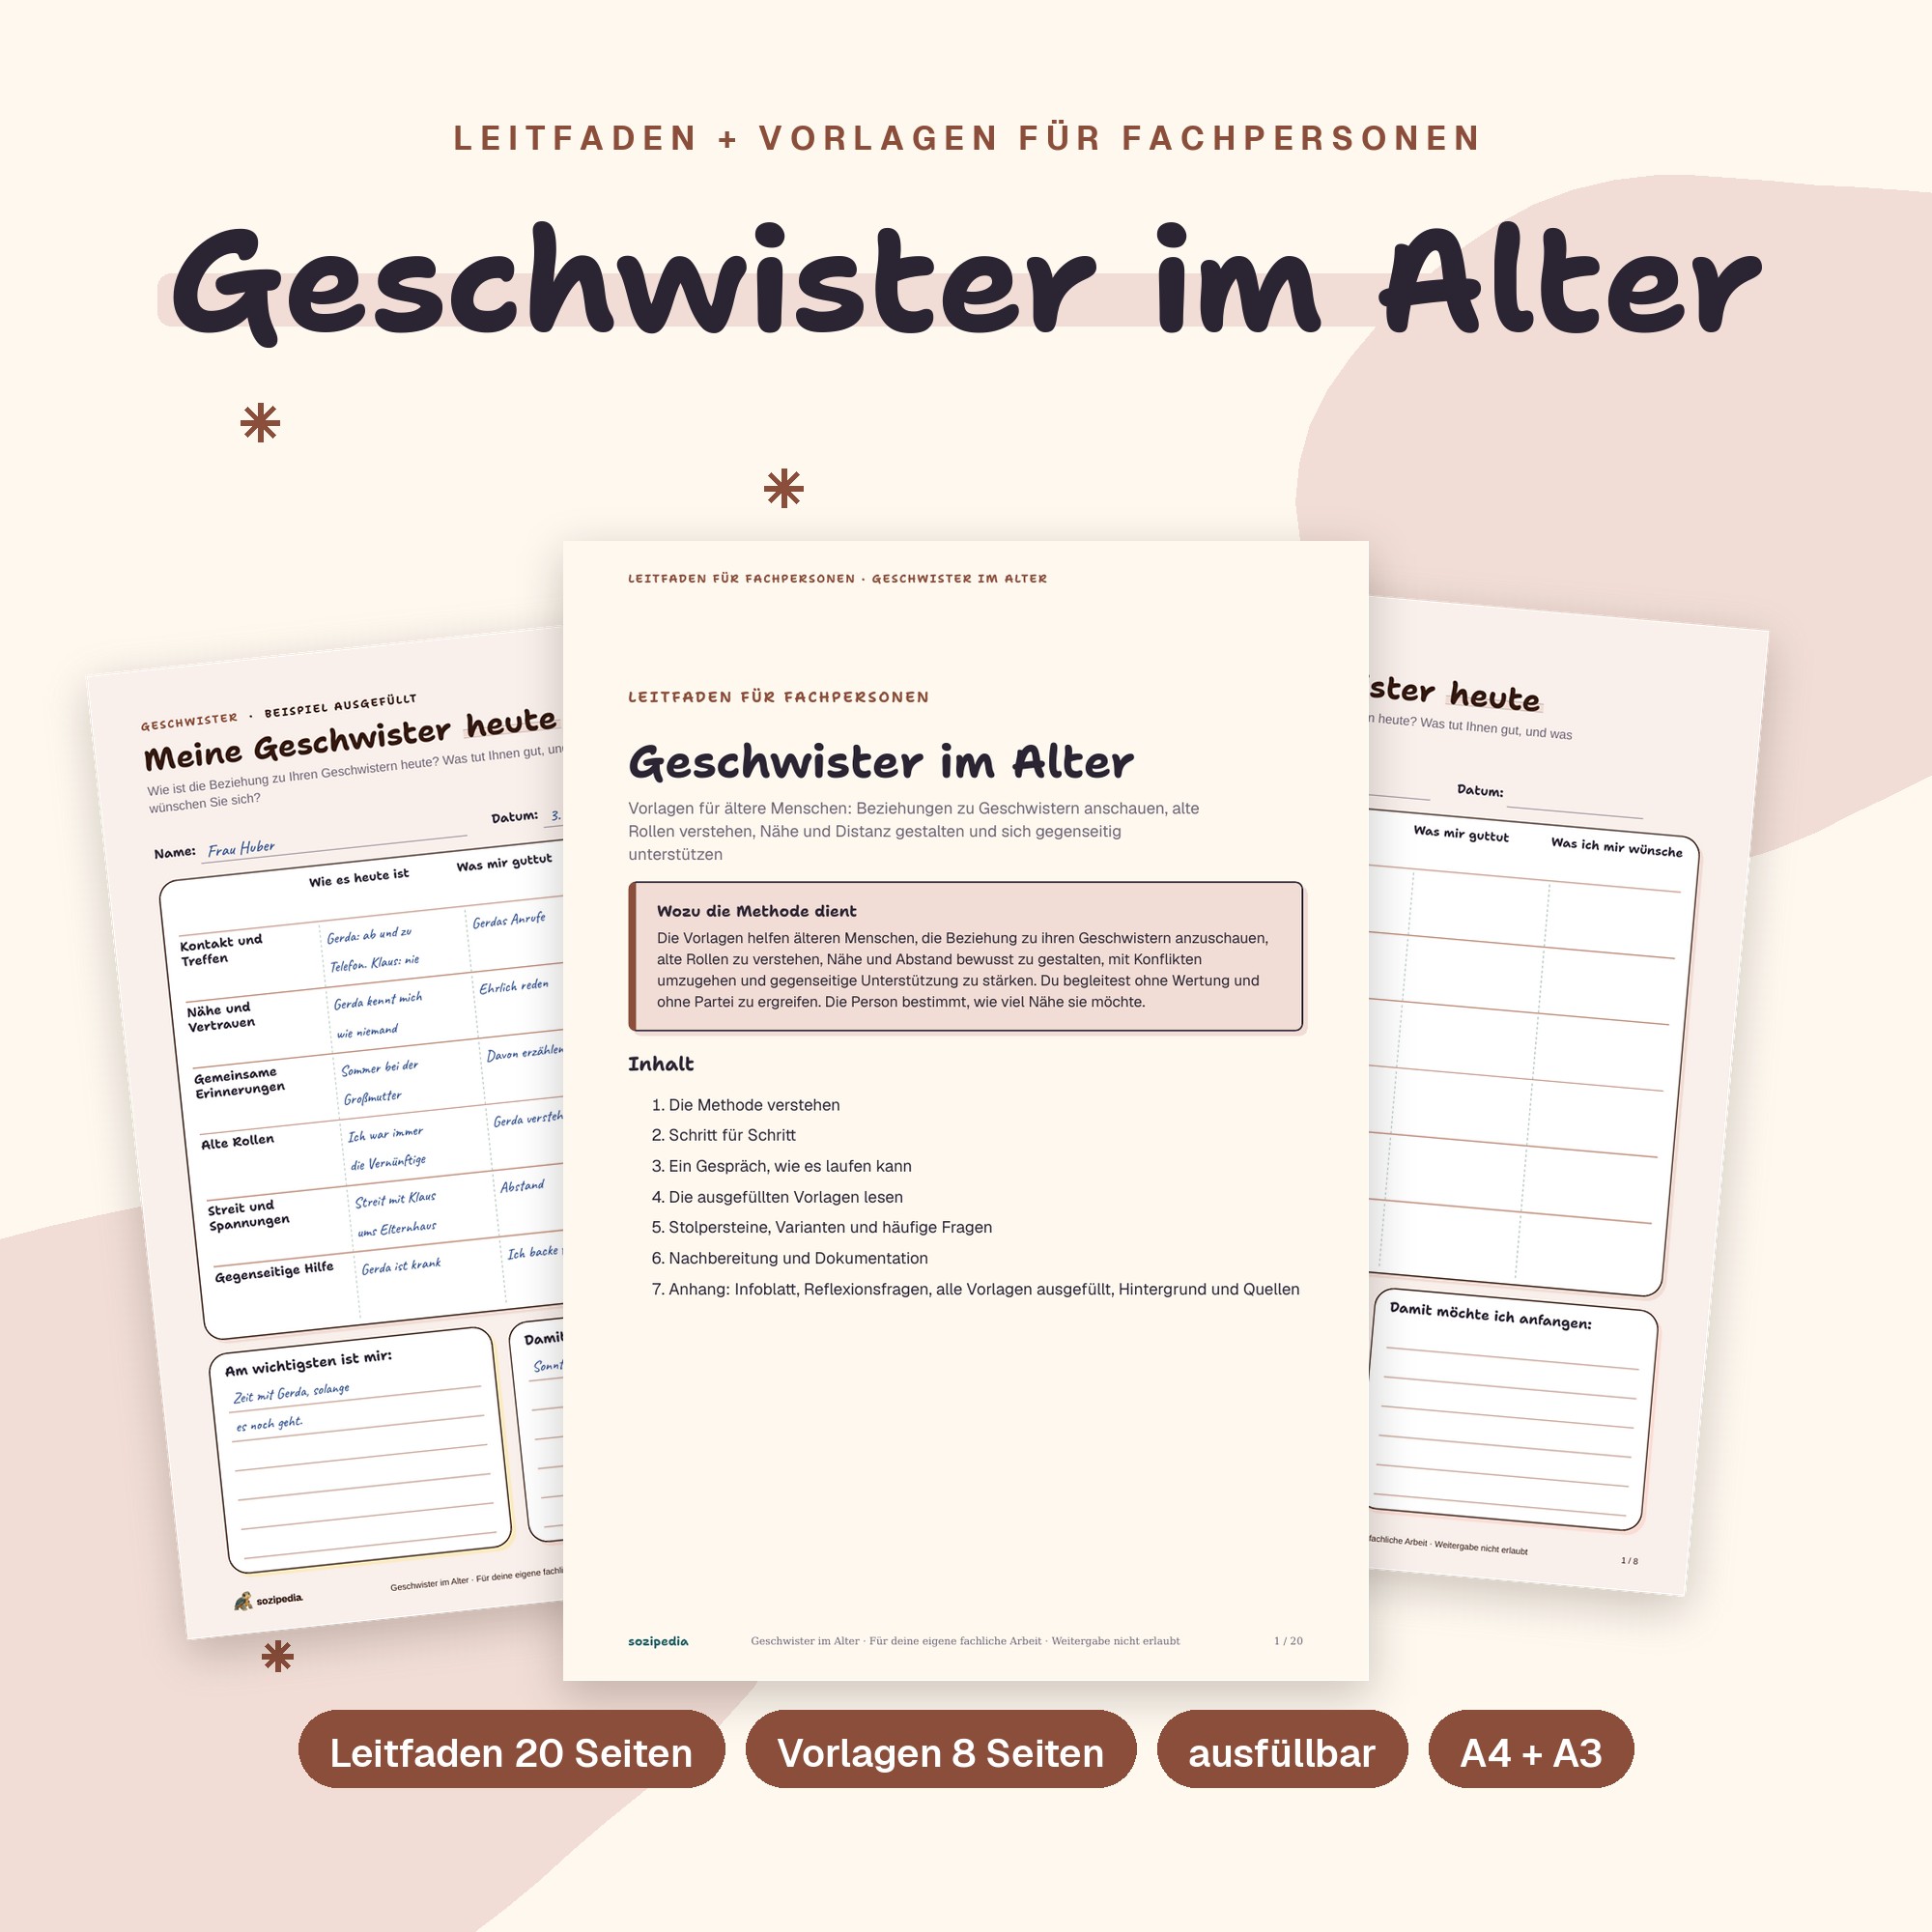 LEITFADEN + VORLAGEN FÜR FACHPERSONEN
Geschwister im Alter
GESCHWISTER · BEISPIEL AUSGEFÜLLT
Meine Geschwister heute
Wie ist die Beziehung zu Ihren Geschwistern heute? Was tut Ihnen gut,
wünschen Sie sich?
Name: Frau Huber
Datum: 3.
Wie es heute ist
Was mir guttut
Kontakt und
Treffen
Gerda: ab und zu
Telefon. Klaus: nie
Gerdas Anrufe
Nähe und
Vertrauen
Gerda kennt mich
wie niemand
Ehrlich reden
Gemeinsame
Erinnerungen
Sommer bei der
Großmutter
Davon erzählen
Alte Rollen
Ich war immer
die Vernünftige
Gerda
Streit und
Spannungen
Streit mit Klaus
ums Elternhaus
Abstand
Gegenseitige Hilfe
Gerda ist krank
Ich backe
Am wichtigsten ist mir:
Zeit mit Gerda, solange
es noch geht.
sozipedia.
Geschwister im Alter · Für deine eigene
LEITFADEN FÜR FACHPERSONEN · GESCHWISTER IM ALTER
LEITFADEN FÜR FACHPERSONEN
Geschwister im Alter
Vorlagen für ältere Menschen: Beziehungen zu Geschwistern anschauen, alte
Rollen verstehen, Nähe und Distanz gestalten und sich gegenseitig
unterstützen
Wozu die Methode dient
Die Vorlagen helfen älteren Menschen, die Beziehung zu ihren Geschwistern anzuschauen,
alte Rollen zu verstehen, Nähe und Abstand bewusst zu gestalten, mit Konflikten
umzugehen und gegenseitige Unterstützung zu stärken. Du begleitest ohne Wertung und
ohne Partei zu ergreifen. Die Person bestimmt, wie viel Nähe sie möchte.
Inhalt
1. Die Methode verstehen
2. Schritt für Schritt
3. Ein Gespräch, wie es laufen kann
4. Die ausgefüllten Vorlagen lesen
5. Stolpersteine, Varianten und häufige Fragen
6. Nachbereitung und Dokumentation
7. Anhang: Infoblatt, Reflexionsfragen, alle Vorlagen ausgefüllt, Hintergrund und Quellen
sozipedia
Geschwister im Alter · Für deine eigene fachliche Arbeit · Weitergabe nicht erlaubt
1 / 20
heute
heute? Was tut Ihnen gut, und was
Datum:
Was mir guttut
Was ich mir wünsche
Damit möchte ich anfangen:
fachliche Arbeit · Weitergabe nicht erlaubt
1 / 8
Leitfaden 20 Seiten
Vorlagen 8 Seiten
ausfüllbar
A4 + A3